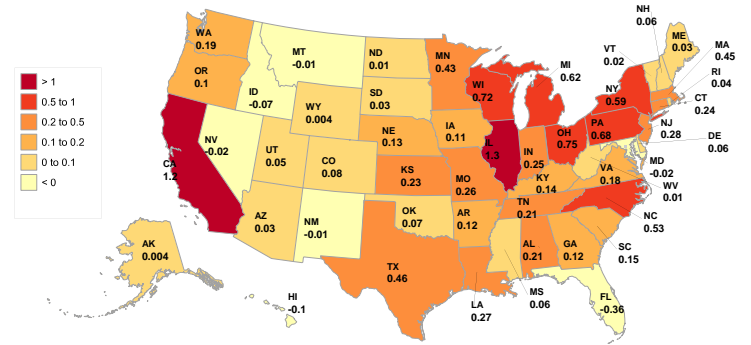 NH
0.06
WA
0.19
MT
-0.01
ND
0.01
MN
0.43
VT
0.02
ME
0.03
MA
0.45
OR
0.1
ID
-0.07
WY
0.004
SD
0.03
WI
0.72
MI
0.62
NY
0.59
RI
0.04
CT
0.24
> 1
0.5 to 1
0.2 to 0.5
0.1 to 0.2
0 to 0.1
< 0
NV
-0.02
UT
0.05
CO
0.08
NE
0.13
IA
0.11
IL
1.3
IN
0.25
OH
0.75
PA
0.68
NJ
0.28
DE
0.06
CA
1.2
KS
0.23
MO
0.26
KY
0.14
VA
0.18
MD
-0.02
WV
0.01
AZ
0.03
NM
-0.01
OK
0.07
AR
0.12
TN
0.21
NC
0.53
SC
0.15
AK
0.004
TX
0.46
LA
0.27
MS
0.06
AL
0.21
GA
0.12
HI
-0.1
FL
-0.36